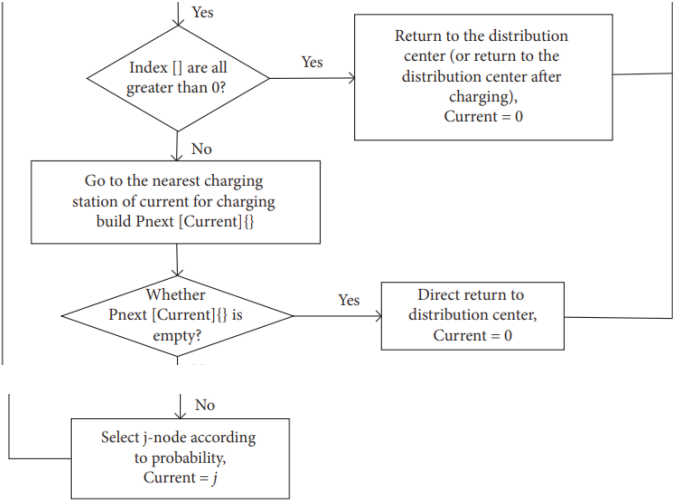 Yes
Index [] are all
greater than 0?
Yes
Return to the distribution
center (or return to the
distribution center after
charging),
Current = 0
No
Go to the nearest charging
station of current for charging
build Pnext [Current]{}
Whether
Pnext [Current]{} is
empty?
Yes
Direct return to
distribution center,
Current = 0
No
Select j-node according
to probability,
Current = j